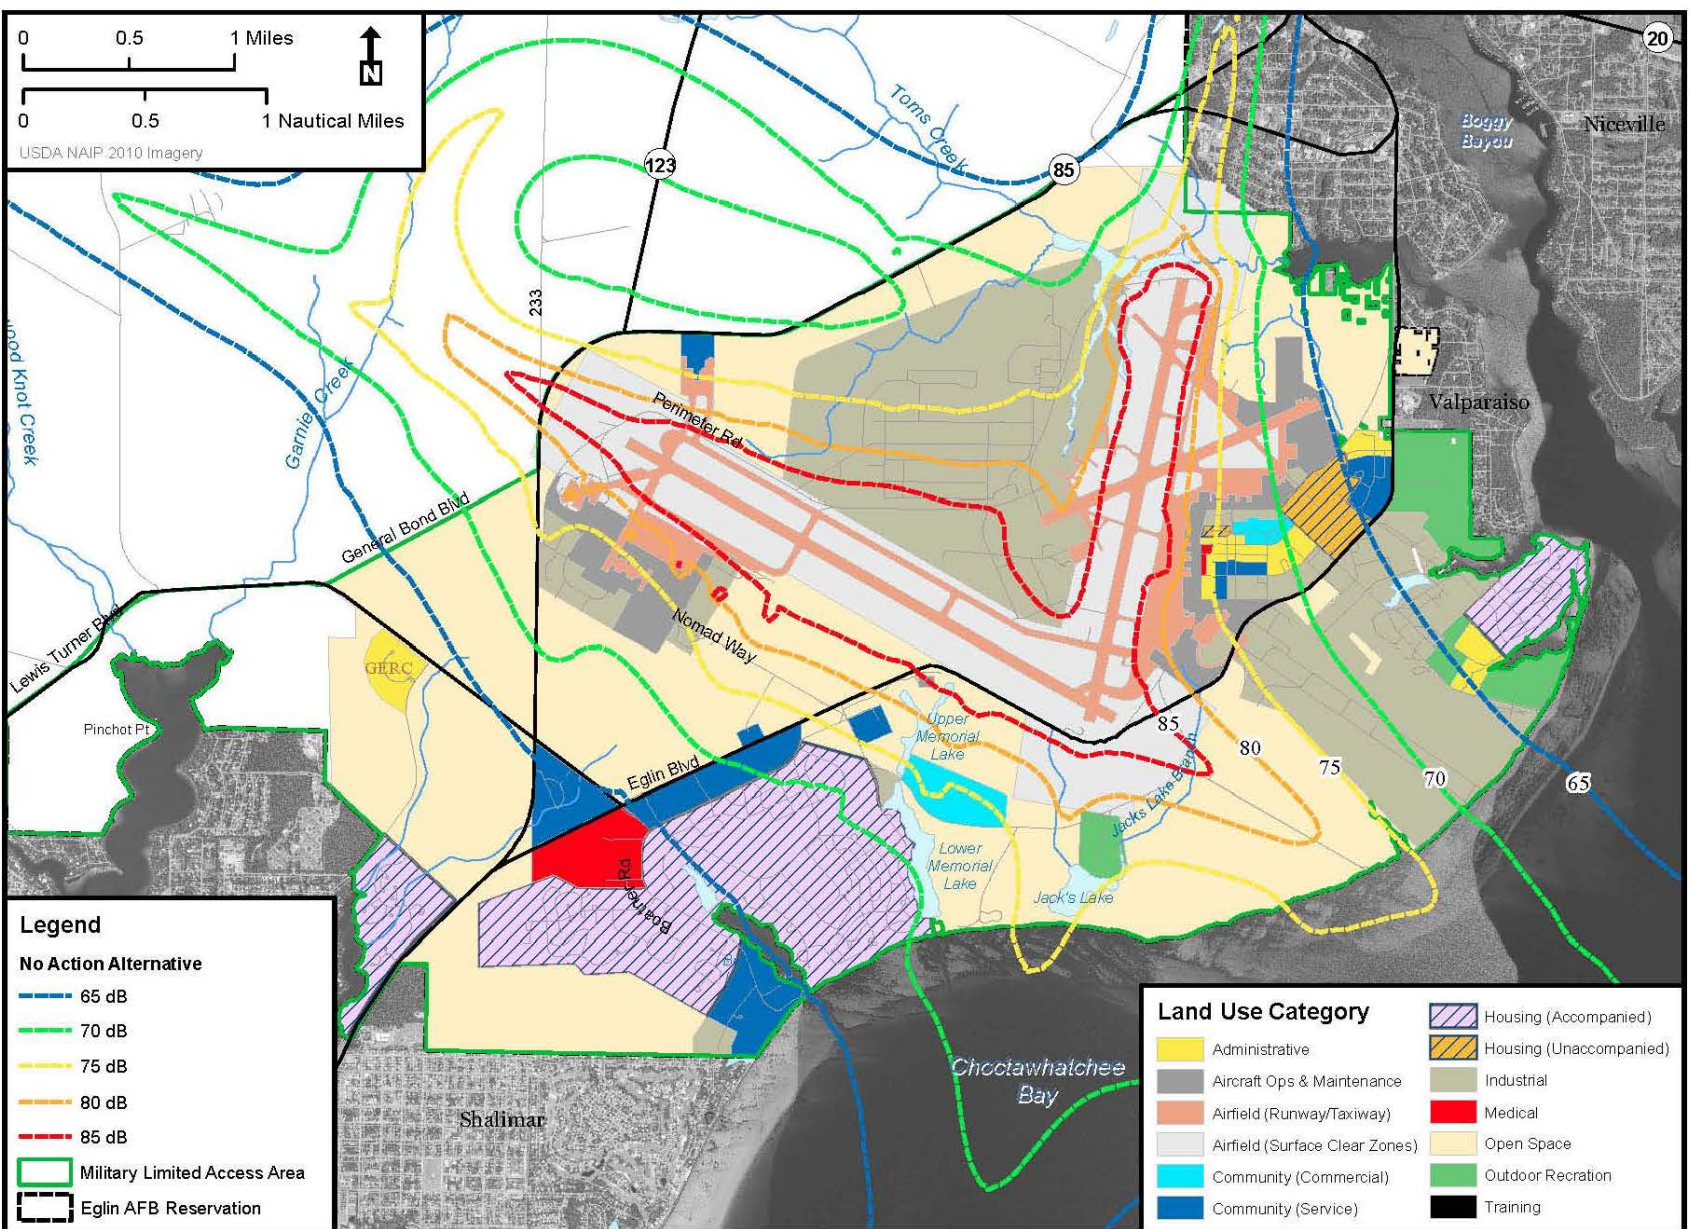 0 0.5 1 Miles
N
0 0.5 1 Nautical Miles
USDA NAIP 2010 Imagery
20
Niceville
Boggy
Bayou
Toms Creek
123
85
233
Garnier Creek
Knot Creek
Valparaiso
Perimeter Rd
General Bond Blvd
Lewis Turner Blvd
GERC
Nomad Way
Pinchot Pt
Upper
Memorial
Lake
85
80
75
70
65
Eglin Blvd
Jacks Lake Branch
Lower
Memorial
Lake
Boatner Rd
Jack's Lake
Choctawhatchee
Bay
Shalimar
Legend
No Action Alternative
65 dB
70 dB
75 dB
80 dB
85 dB
Military Limited Access Area
Eglin AFB Reservation
Land Use Category
Administrative
Aircraft Ops & Maintenance
Airfield (Runway/Taxiway)
Airfield (Surface Clear Zones)
Community (Commercial)
Community (Service)
Housing (Accompanied)
Housing (Unaccompanied)
Industrial
Medical
Open Space
Outdoor Recration
Training